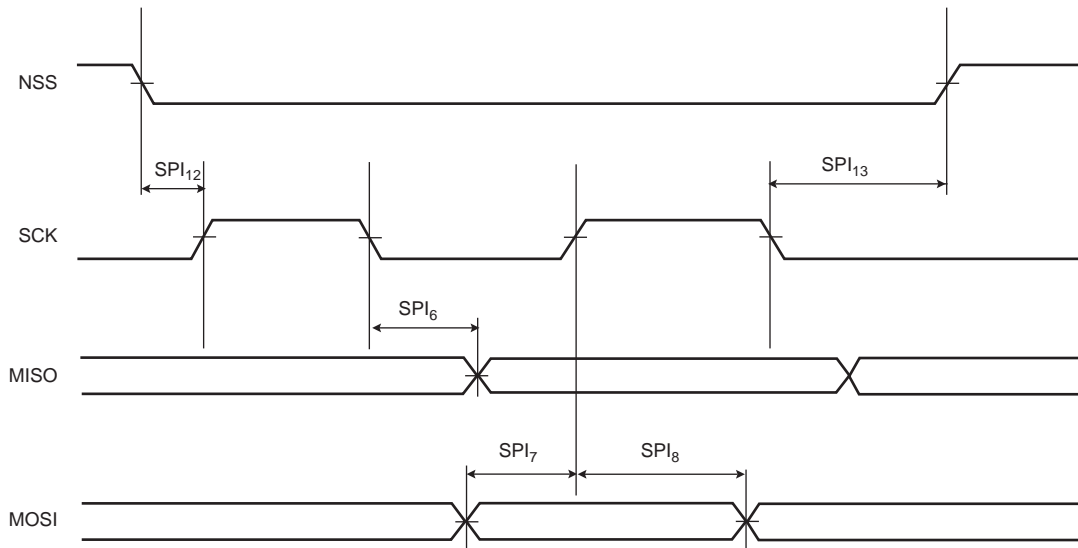 NSS
SPI₁₂
SPI₁₃
SCK
SPI₆
MISO
SPI₇
SPI₈
MOSI